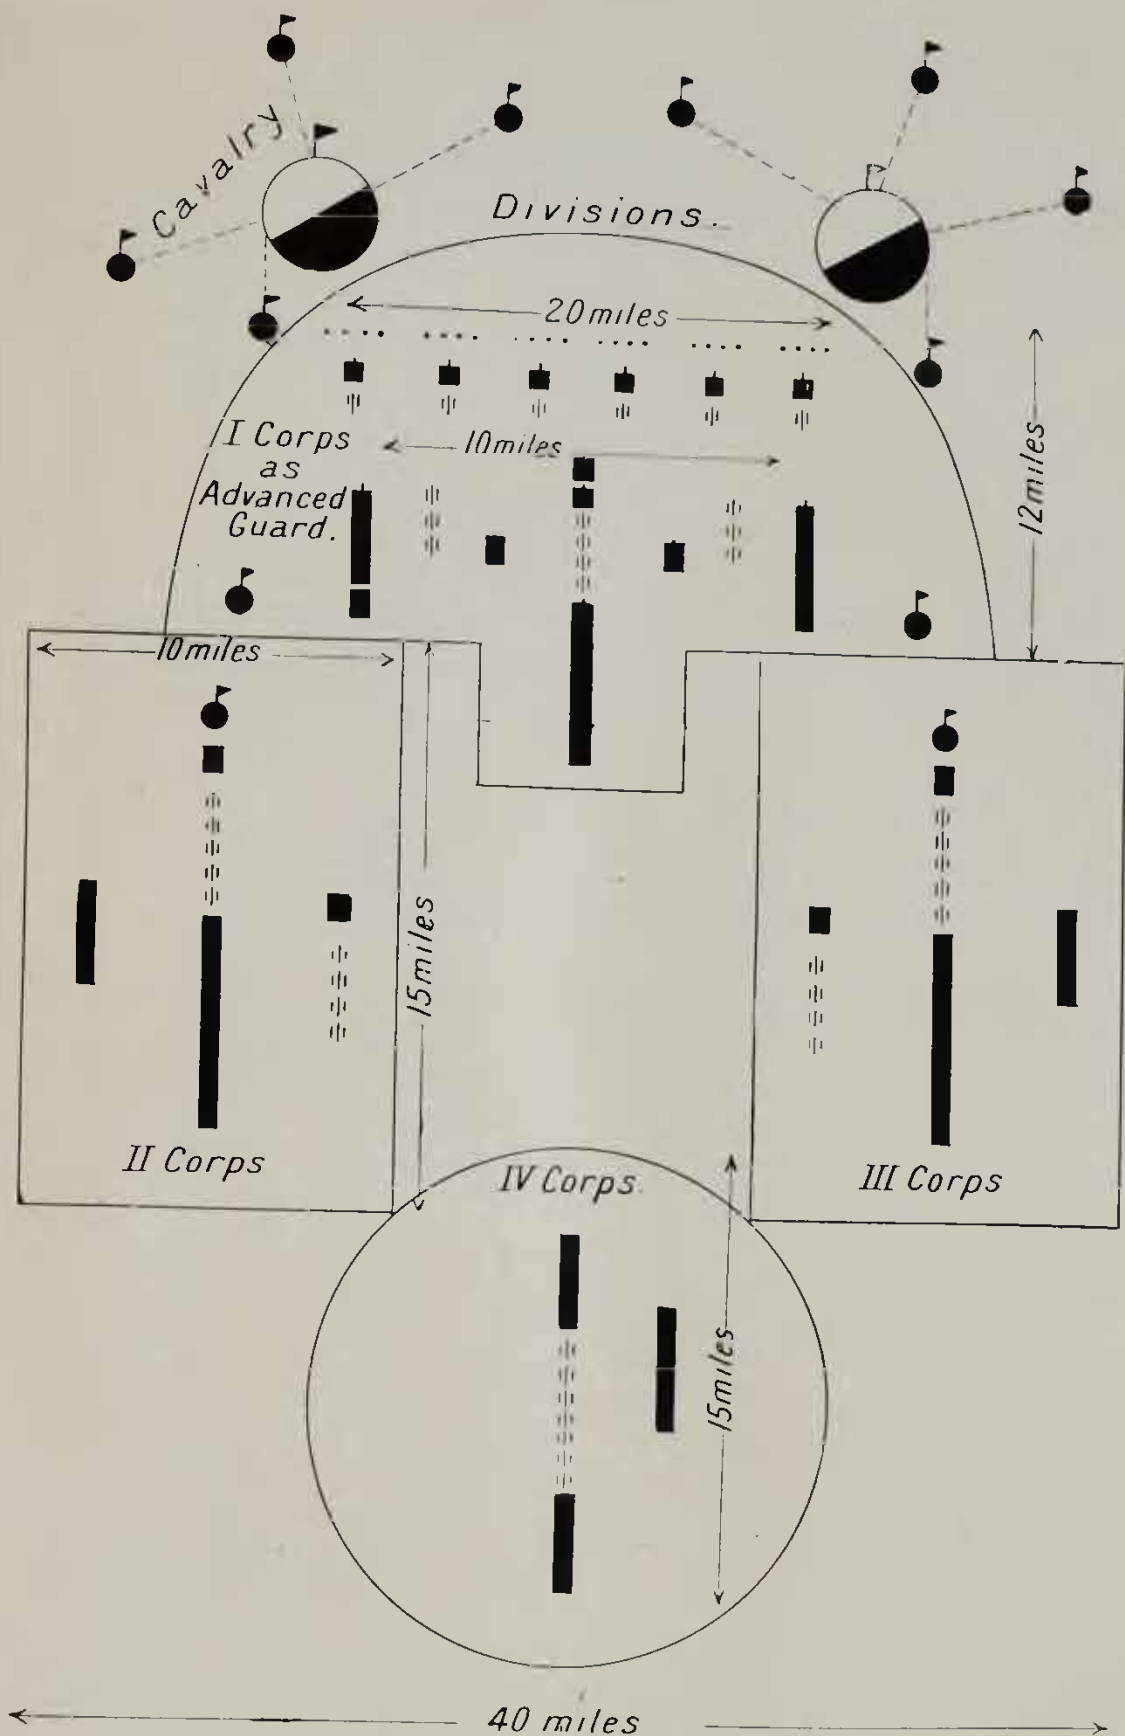 Cavalry
Divisions.
20 miles
I Corps
as
Advanced
Guard.
10 miles
12 miles
10 miles
15 miles
II Corps
IV Corps.
III Corps
15 miles
40 miles